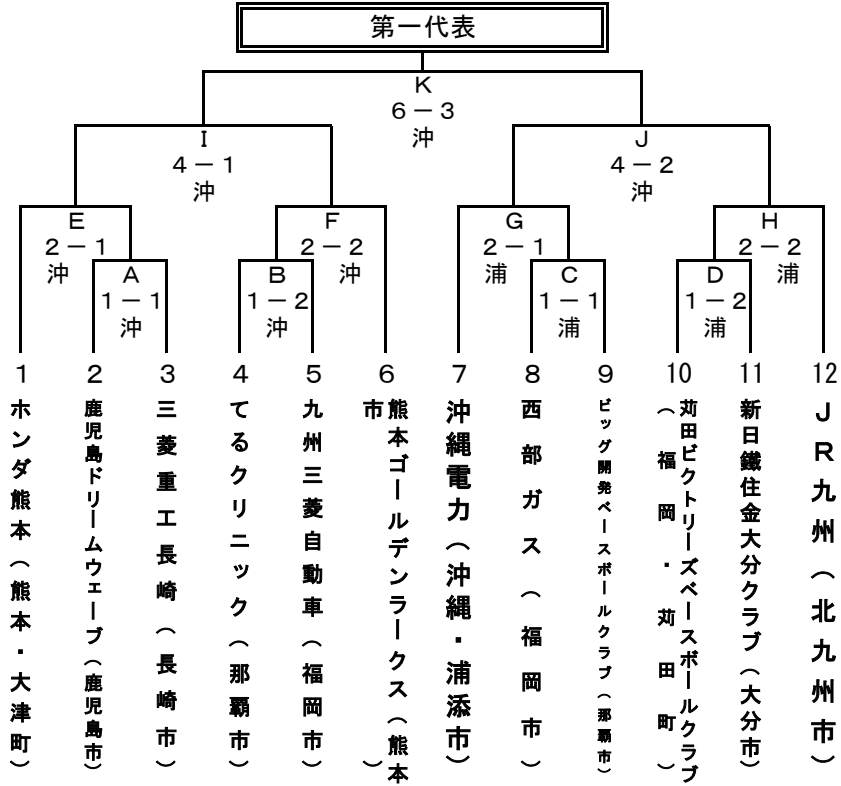 第一代表
K
６－３
沖
I
４－１
沖
J
４－２
沖
E
２－１
沖
F
２－２
沖
G
２－１
浦
H
２－２
浦
A
１－１
沖
B
１－２
沖
C
１－１
浦
D
１－２
浦
１
２
３
４
５
６
７
８
９
10
11
12
ホンダ熊本（熊本・大津町）
鹿児島ドリームウェーブ（鹿児島市）
三菱重工長崎（長崎市）
てるクリニック（那覇市）
九州三菱自動車（福岡市）
熊本ゴールデンラークス（熊本
市）
沖縄電力（沖縄・浦添市）
西部ガス（福岡市）
ビッグ開発ベースボールクラブ（那覇市）
苅田ビクトリーズベースボールクラブ
（福岡・苅田町）
新日鐵住金大分クラブ（大分市）
ＪＲ九州（北九州市）